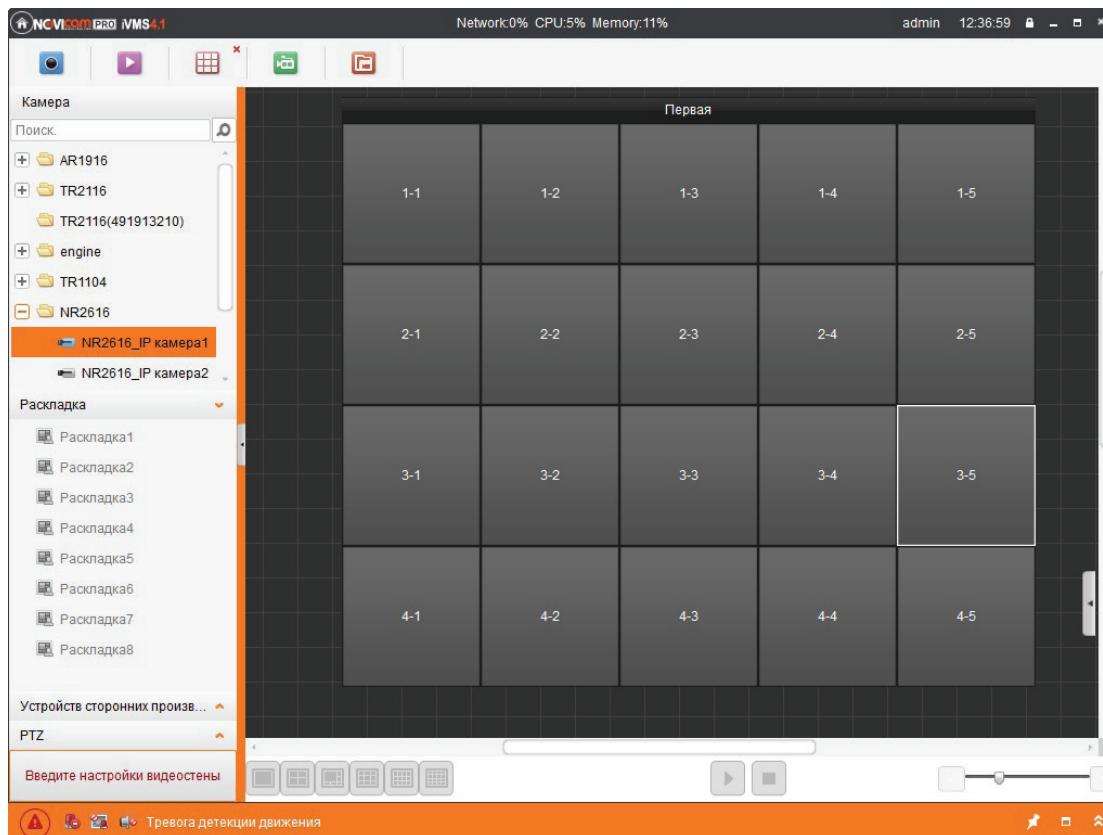 NOVIcam PRO iVMS4.1
Network:0% CPU:5% Memory:11%
admin 12:36:59
Камера
Поиск.
AR1916
TR2116
TR2116(491913210)
engine
TR1104
NR2616
NR2616_IP камера1
NR2616_IP камера2
Раскладка
Раскладка1
Раскладка2
Раскладка3
Раскладка4
Раскладка5
Раскладка6
Раскладка7
Раскладка8
Устройств сторонних произв...
PTZ
Введите настройки видеостены
Первая
1-1 1-2 1-3 1-4 1-5
2-1 2-2 2-3 2-4 2-5
3-1 3-2 3-3 3-4 3-5
4-1 4-2 4-3 4-4 4-5
Тревога детекции движения